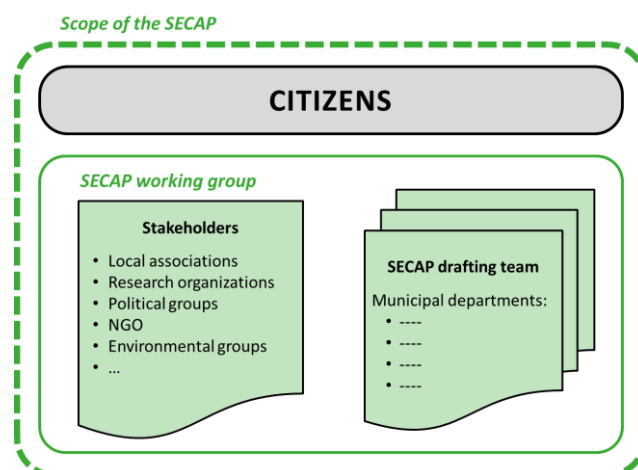 Scope of the SECAP
CITIZENS
SECAP working group
Stakeholders
• Local associations
• Research organizations
• Political groups
• NGO
• Environmental groups
• ...
SECAP drafting team
Municipal departments:
• ----
• ----
• ----
• ----